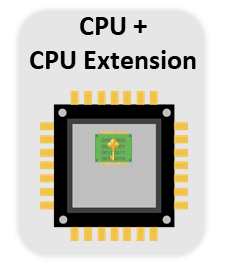 CPU +
CPU Extension